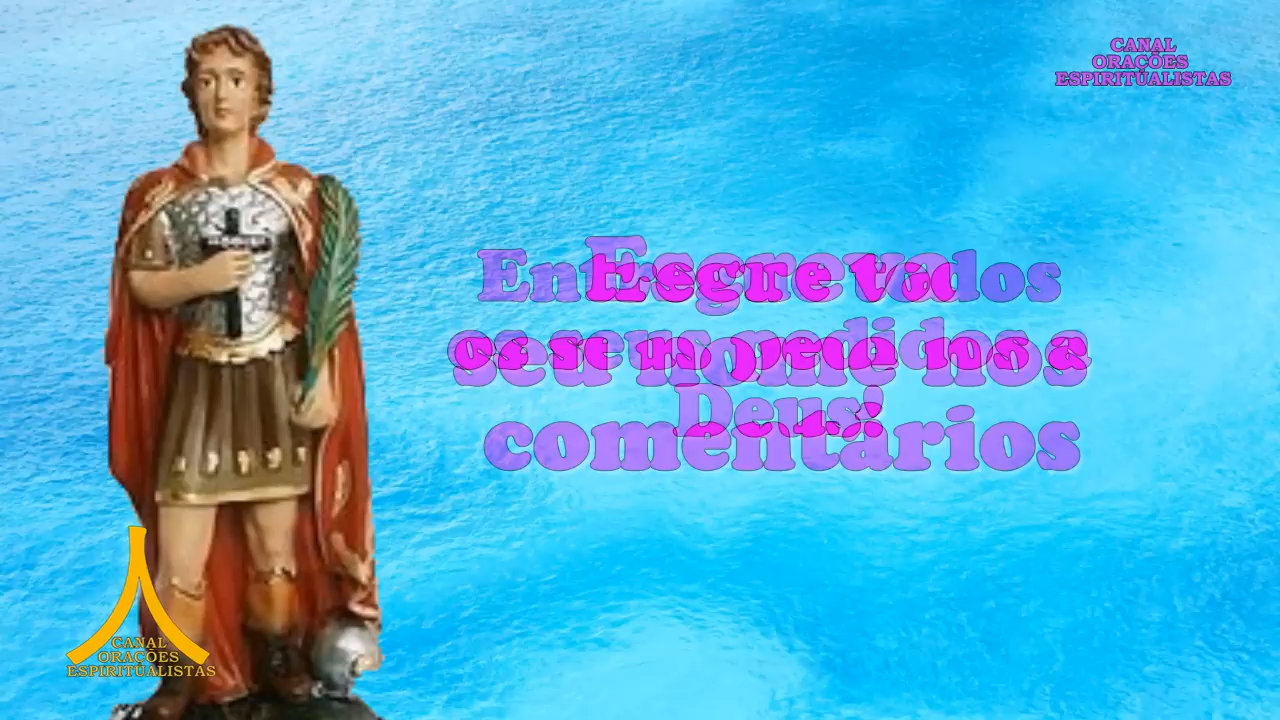 CANAL
ORAÇÕES
ESPIRITUALISTAS
Entregue todos
os seus pedidos a
Deus!
Escreva
seu nome nos
comentários
CANAL
ORAÇÕES
ESPIRITUALISTAS